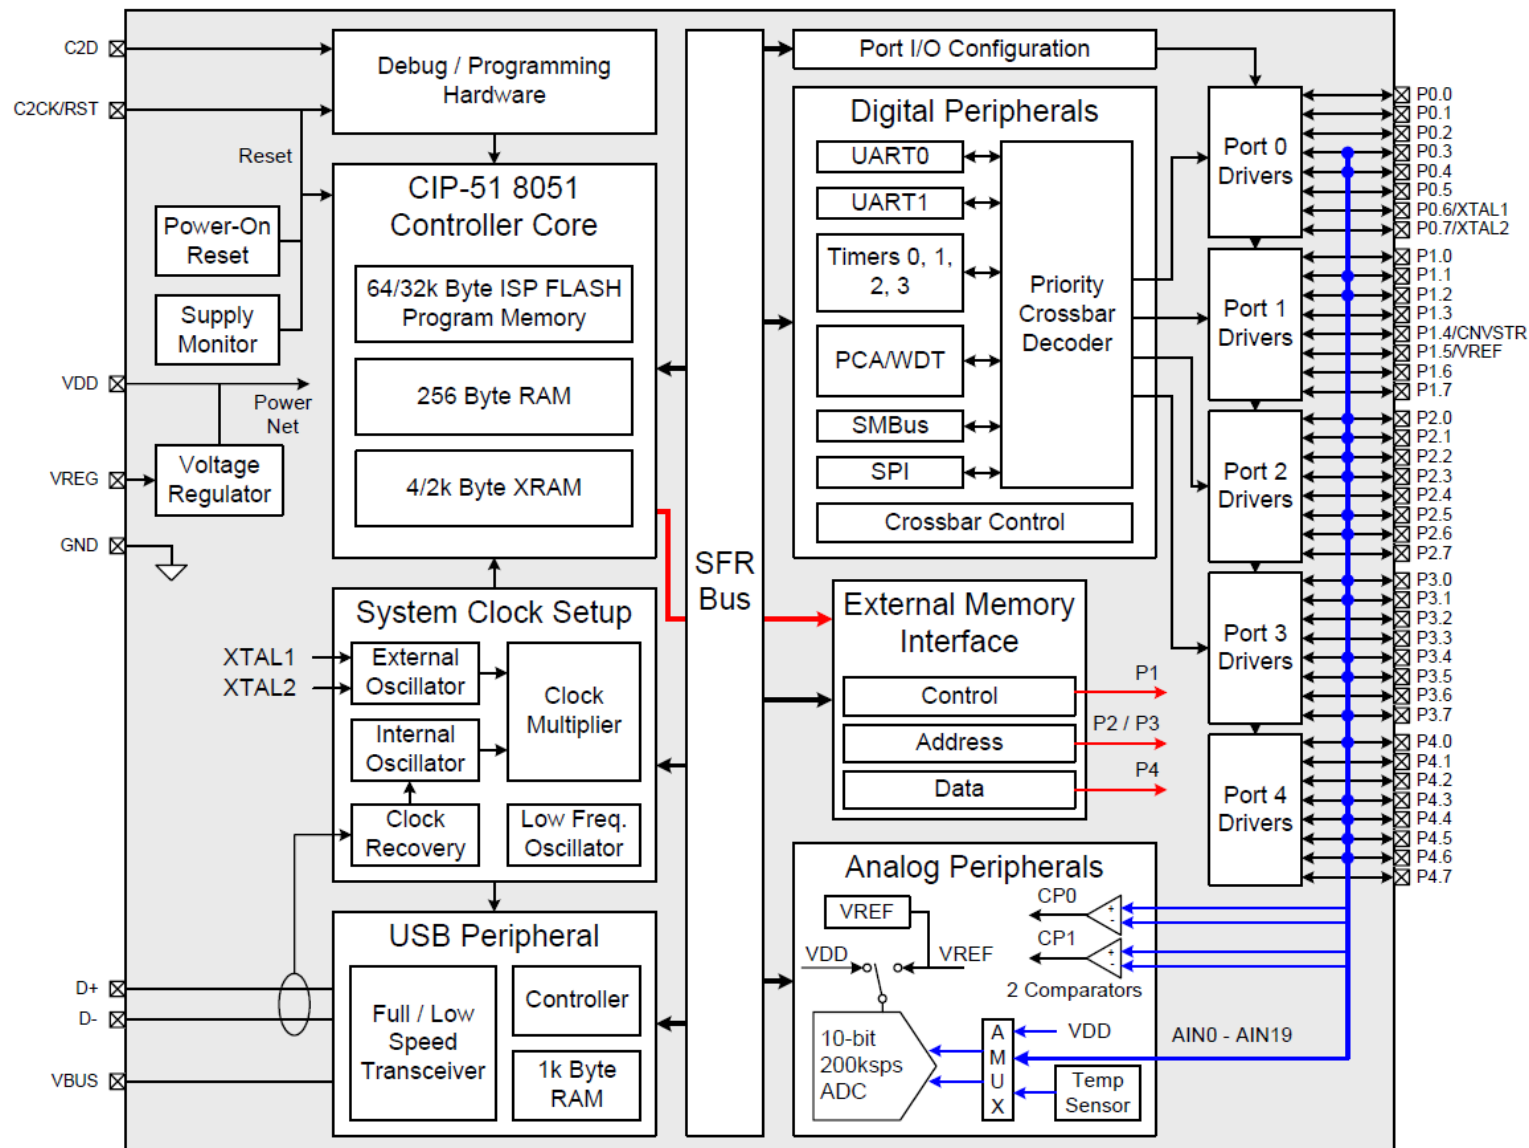 C2D
C2CK/RST
Debug / Programming
Hardware
Reset
Power-On
Reset
Supply
Monitor
VDD
Power
Net
Voltage
Regulator
VREG
GND
CIP-51 8051
Controller Core
64/32k Byte ISP FLASH
Program Memory
256 Byte RAM
4/2k Byte XRAM
System Clock Setup
XTAL1
XTAL2
External
Oscillator
Internal
Oscillator
Clock
Multiplier
Clock
Recovery
Low Freq.
Oscillator
USB Peripheral
D+
D-
VBUS
Full / Low
Speed
Transceiver
Controller
1k Byte
RAM
SFR
Bus
Port I/O Configuration
Digital Peripherals
UART0
UART1
Timers 0, 1,
2, 3
PCA/WDT
SMBus
SPI
Priority
Crossbar
Decoder
Crossbar Control
External Memory
Interface
Control
Address
Data
P1
P2 / P3
P4
Analog Peripherals
VREF
VDD
VREF
CP0
+
-
CP1
+
-
2 Comparators
10-bit
200ksps
ADC
A
M
U
X
VDD
Temp
Sensor
AIN0 - AIN19
Port 0
Drivers
Port 1
Drivers
Port 2
Drivers
Port 3
Drivers
Port 4
Drivers
P0.0
P0.1
P0.2
P0.3
P0.4
P0.5
P0.6/XTAL1
P0.7/XTAL2
P1.0
P1.1
P1.2
P1.3
P1.4/CNVSTR
P1.5/VREF
P1.6
P1.7
P2.0
P2.1
P2.2
P2.3
P2.4
P2.5
P2.6
P2.7
P3.0
P3.1
P3.2
P3.3
P3.4
P3.5
P3.6
P3.7
P4.0
P4.1
P4.2
P4.3
P4.4
P4.5
P4.6
P4.7